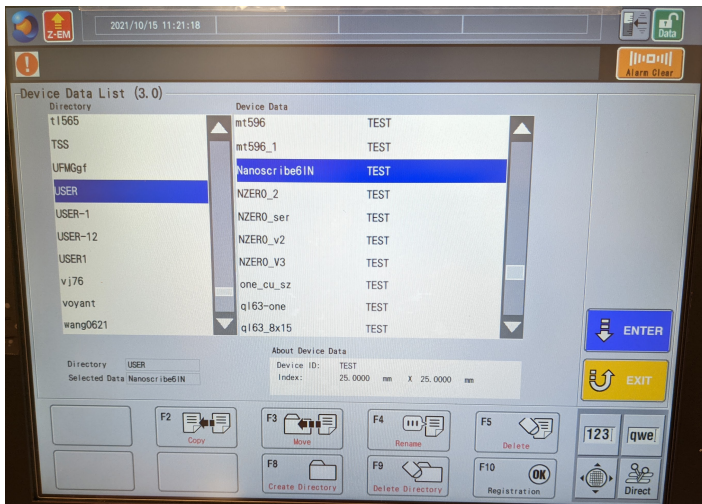 Z-EM
2021/10/15 11:21:18
Data
Alarm Clear
Device Data List (3.0)
Directory
tl565
TSS
UFMGgf
USER
USER-1
USER-12
USER1
vj76
voyant
wang0621
Device Data
mt596 TEST
mt596_1 TEST
Nanoscribe6IN TEST
NZERO_2 TEST
NZERO_ser TEST
NZERO_v2 TEST
NZERO_V3 TEST
one_cu_sz TEST
ql63-one TEST
ql63_8x15 TEST
Directory USER
Selected Data Nanoscribe6IN
About Device Data
Device ID: TEST
Index: 25.0000 mm X 25.0000 mm
ENTER
EXIT
F2
Copy
F3
Move
F4
Rename
F5
Delete
F8
Create Directory
F9
Delete Directory
F10
OK
Registration
123
qwe
Direct